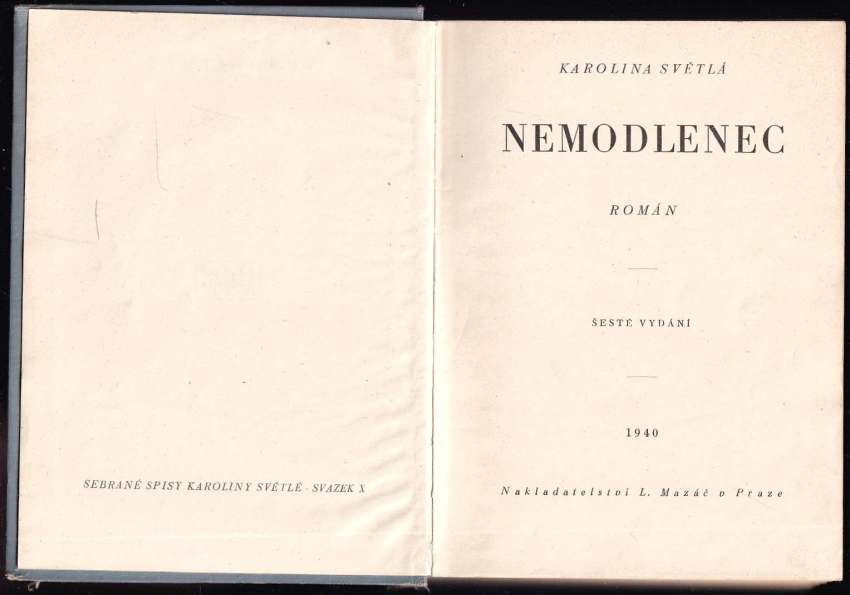 SEBRANÉ SPISY KAROLINY SVĚTLÉ · SVAZEK X
KAROLINA SVĚTLÁ
NEMODLENEC
ROMÁN
ŠESTÉ VYDÁNÍ
1940
Nakladatelství L. Mazáč v Praze